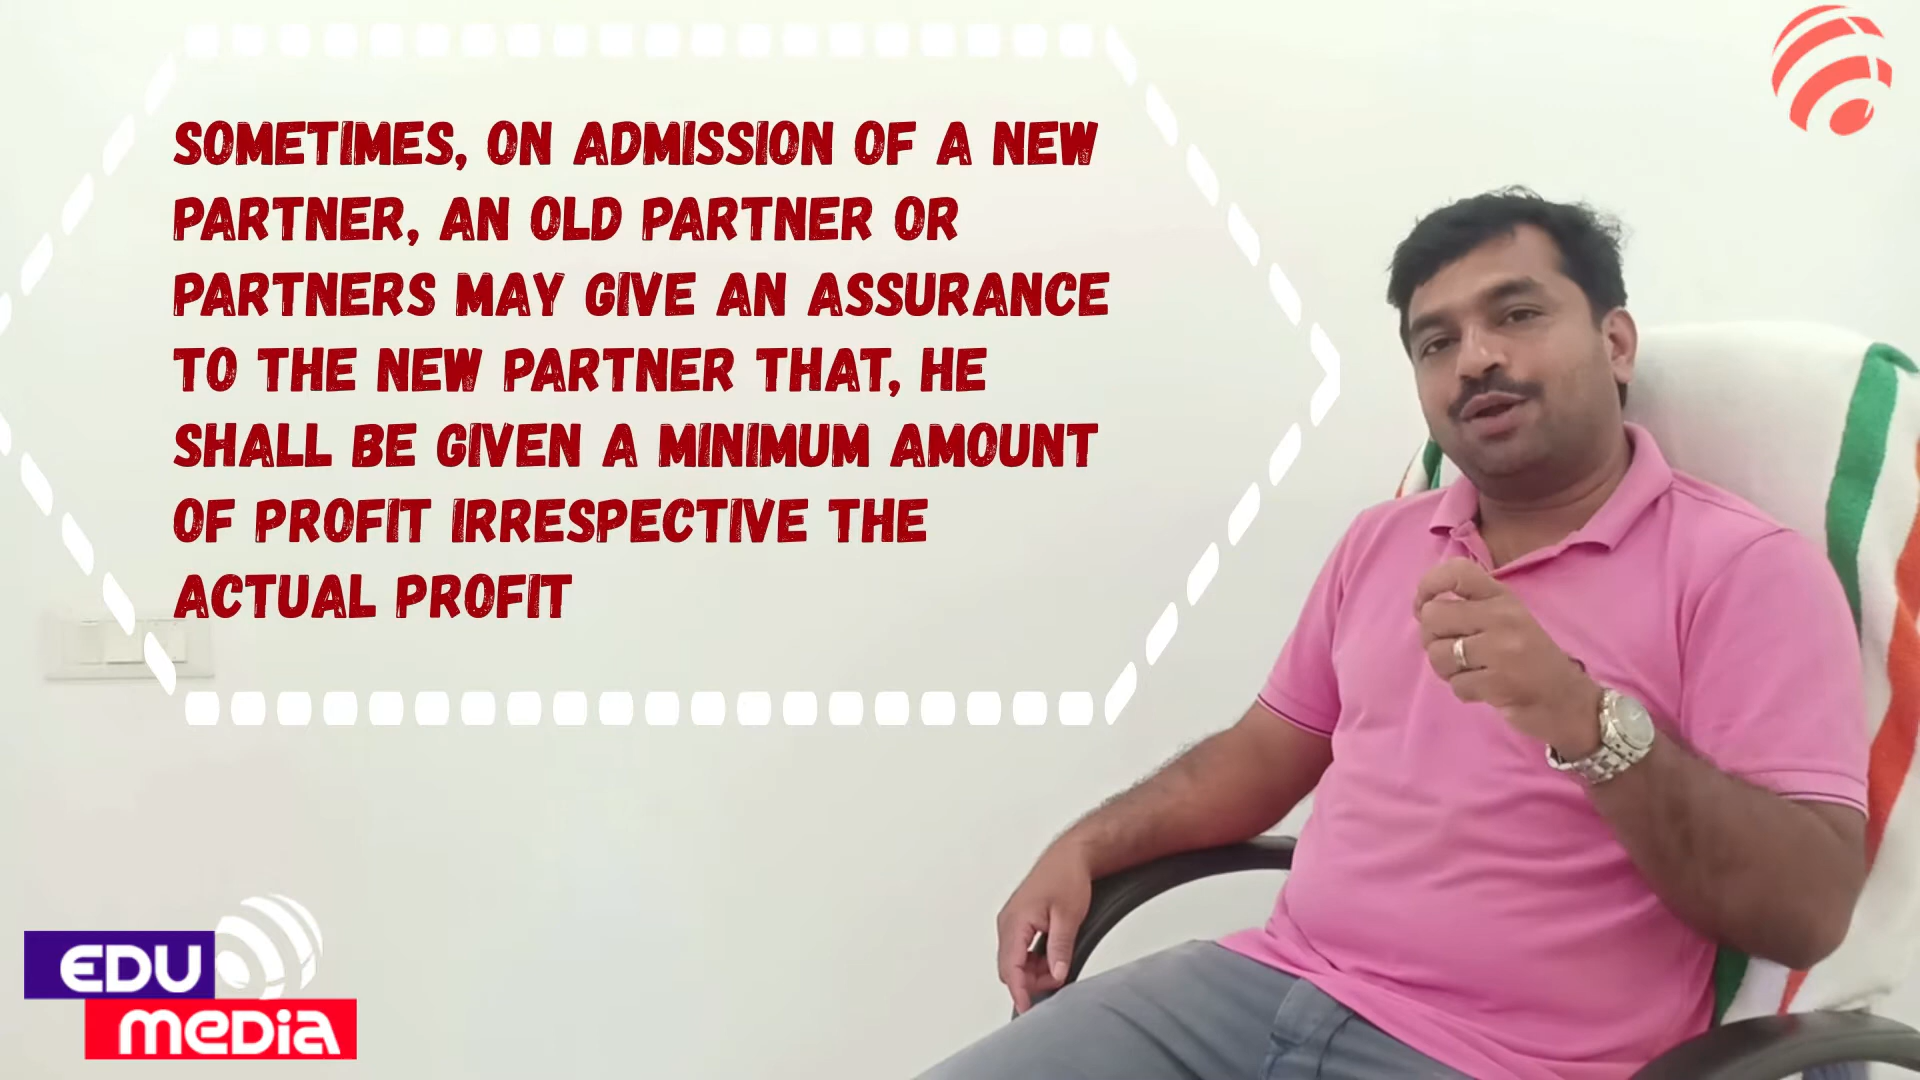 SOMETIMES, ON ADMISSION OF A NEW
PARTNER, AN OLD PARTNER OR
PARTNERS MAY GIVE AN ASSURANCE
TO THE NEW PARTNER THAT, HE
SHALL BE GIVEN A MINIMUM AMOUNT
OF PROFIT IRRESPECTIVE THE
ACTUAL PROFIT
EDU
MEDIA